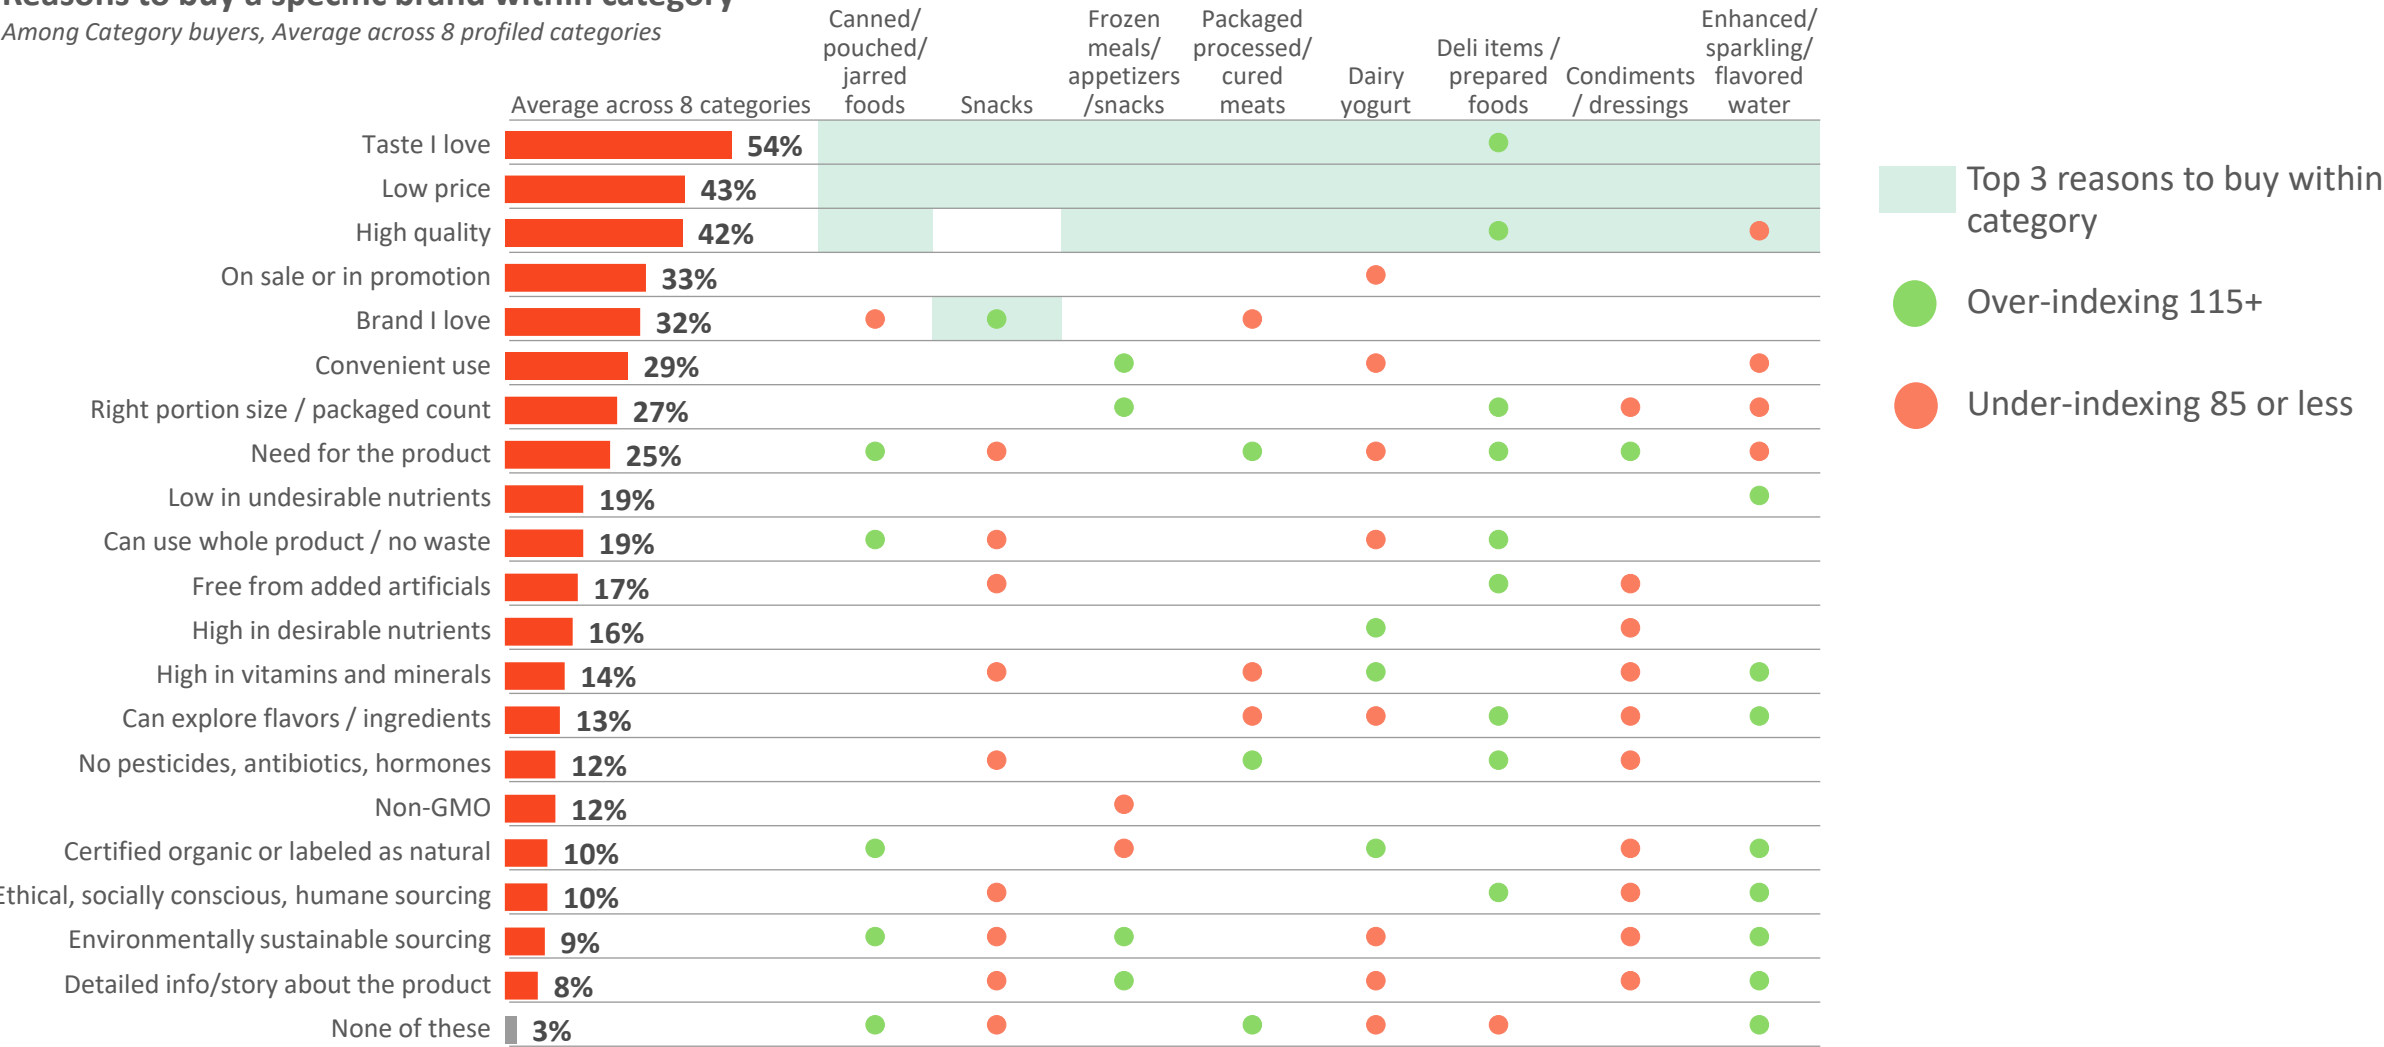 Reasons to buy a specific brand within category
Among Category buyers, Average across 8 profiled categories
Average across 8 categories
Canned/
pouched/
jarred
foods
Snacks
Frozen
meals/
appetizers
/snacks
Packaged
processed/
cured
meats
Dairy
yogurt
Deli items /
prepared
foods
Condiments
/ dressings
Enhanced/
sparkling/
flavored
water
Taste I love 54%
Low price 43%
High quality 42%
On sale or in promotion 33%
Brand I love 32%
Convenient use 29%
Right portion size / packaged count 27%
Need for the product 25%
Low in undesirable nutrients 19%
Can use whole product / no waste 19%
Free from added artificials 17%
High in desirable nutrients 16%
High in vitamins and minerals 14%
Can explore flavors / ingredients 13%
No pesticides, antibiotics, hormones 12%
Non-GMO 12%
Certified organic or labeled as natural 10%
Ethical, socially conscious, humane sourcing 10%
Environmentally sustainable sourcing 9%
Detailed info/story about the product 8%
None of these 3%
Top 3 reasons to buy within
category
Over-indexing 115+
Under-indexing 85 or less